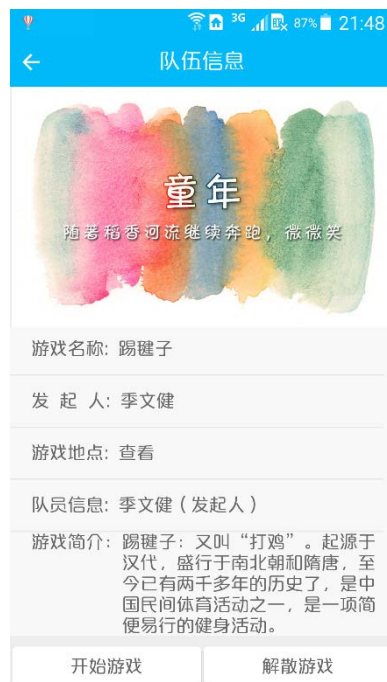 3G 87% 21:48
队伍信息
童年
随著稻香河流继续奔跑，微微笑
游戏名称: 踢毽子
发 起 人: 季文健
游戏地点: 查看
队员信息: 季文健（发起人）
游戏简介: 踢毽子：又叫“打鸡”。起源于
汉代，盛行于南北朝和隋唐，至
今已有两千多年的历史了，是中
国民间体育活动之一，是一项简
便易行的健身活动。
开始游戏 解散游戏